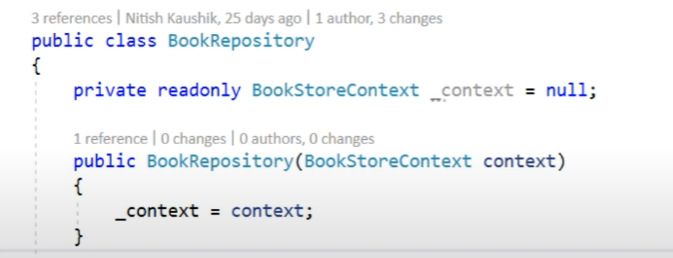 3 references | Nitish Kaushik, 25 days ago | 1 author, 3 changes
public class BookRepository
{
private readonly BookStoreContext _context = null;
1 reference | 0 changes | 0 authors, 0 changes
public BookRepository(BookStoreContext context)
{
_context = context;
}